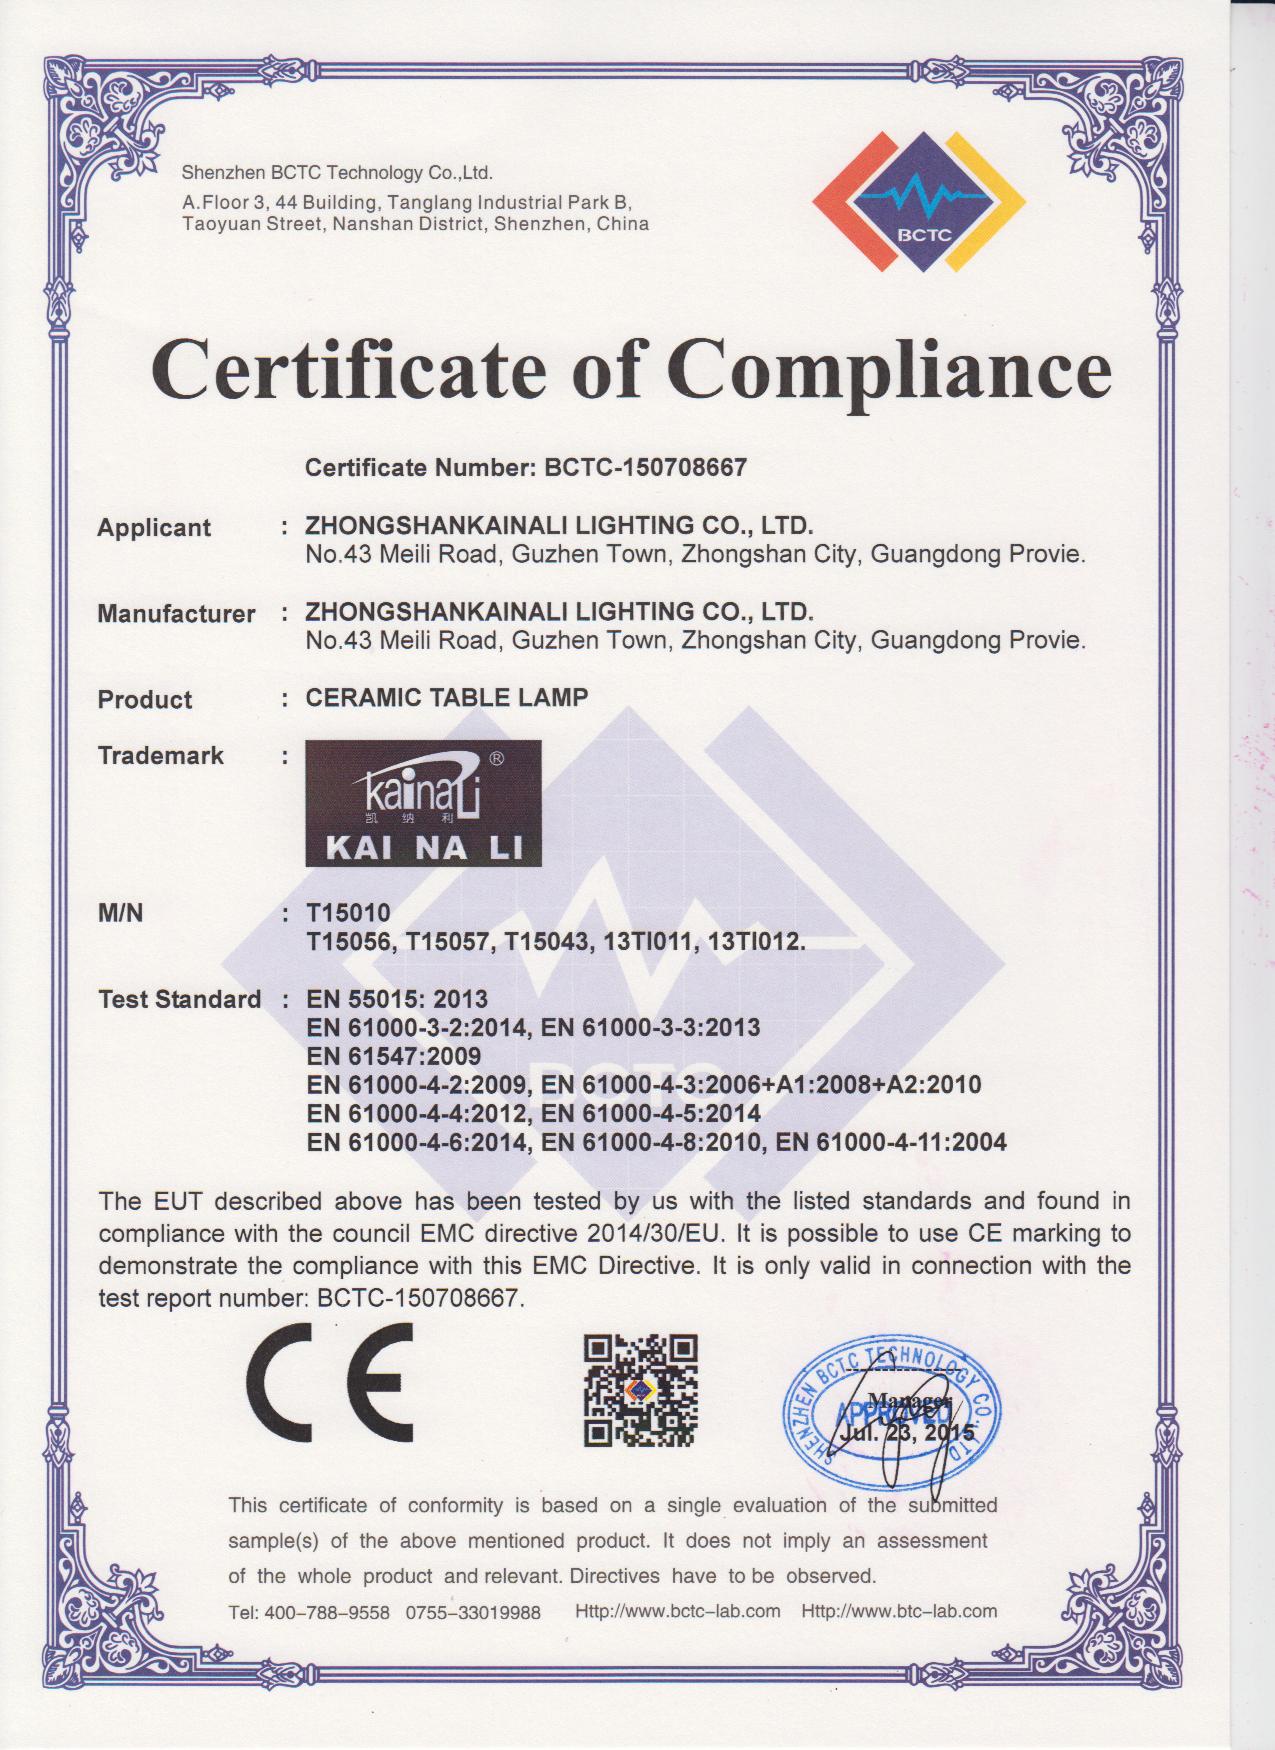 Shenzhen BCTC Technology Co.,Ltd.
A.Floor 3, 44 Building, Tanglang Industrial Park B,
Taoyuan Street, Nanshan District, Shenzhen, China
BCTC
Certificate of Compliance
Certificate Number: BCTC-150708667
Applicant : ZHONGSHANKAINALI LIGHTING CO., LTD.
No.43 Meili Road, Guzhen Town, Zhongshan City, Guangdong Provie.
Manufacturer : ZHONGSHANKAINALI LIGHTING CO., LTD.
No.43 Meili Road, Guzhen Town, Zhongshan City, Guangdong Provie.
Product : CERAMIC TABLE LAMP
Trademark :
kainaLi ®
凯 纳 利
KAI NA LI
M/N : T15010
T15056, T15057, T15043, 13TI011, 13TI012.
Test Standard : EN 55015: 2013
EN 61000-3-2:2014, EN 61000-3-3:2013
EN 61547:2009
BCTC
EN 61000-4-2:2009, EN 61000-4-3:2006+A1:2008+A2:2010
EN 61000-4-4:2012, EN 61000-4-5:2014
EN 61000-4-6:2014, EN 61000-4-8:2010, EN 61000-4-11:2004
The EUT described above has been tested by us with the listed standards and found in
compliance with the council EMC directive 2014/30/EU. It is possible to use CE marking to
demonstrate the compliance with this EMC Directive. It is only valid in connection with the
test report number: BCTC-150708667.
CE
SHENZHEN BCTC TECHNOLOGY CO.,LTD
Manager
APPROVED
Jul. 23, 2015
This certificate of conformity is based on a single evaluation of the submitted
sample(s) of the above mentioned product. It does not imply an assessment
of the whole product and relevant. Directives have to be observed.
Tel: 400-788-9558 0755-33019988 Http://www.bctc-lab.com Http://www.btc-lab.com